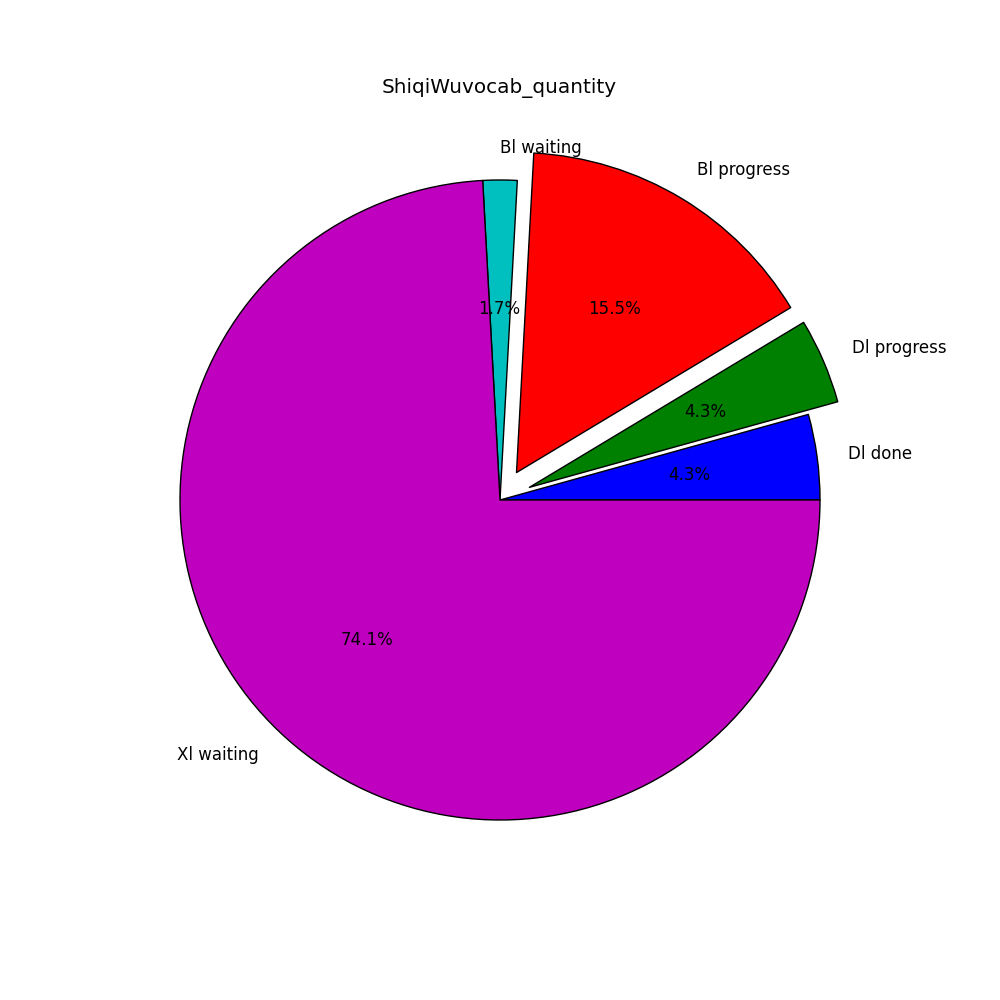 ShiqiWuvocab_quantity
Bl waiting
Bl progress
1.7%
15.5%
Dl progress
4.3%
Dl done
4.3%
74.1%
Xl waiting